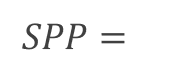 SPP =